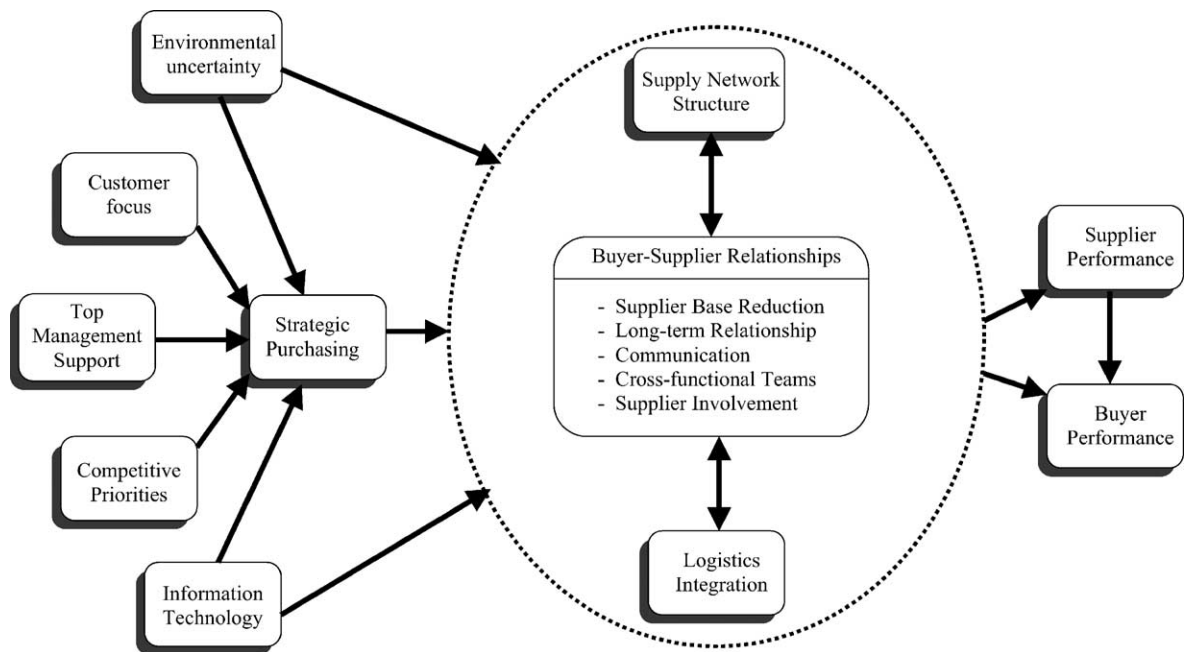 Environmental
uncertainty
Customer
focus
Top
Management
Support
Competitive
Priorities
Information
Technology
Strategic
Purchasing
Supply Network
Structure
Buyer-Supplier Relationships
- Supplier Base Reduction
- Long-term Relationship
- Communication
- Cross-functional Teams
- Supplier Involvement
Logistics
Integration
Supplier
Performance
Buyer
Performance